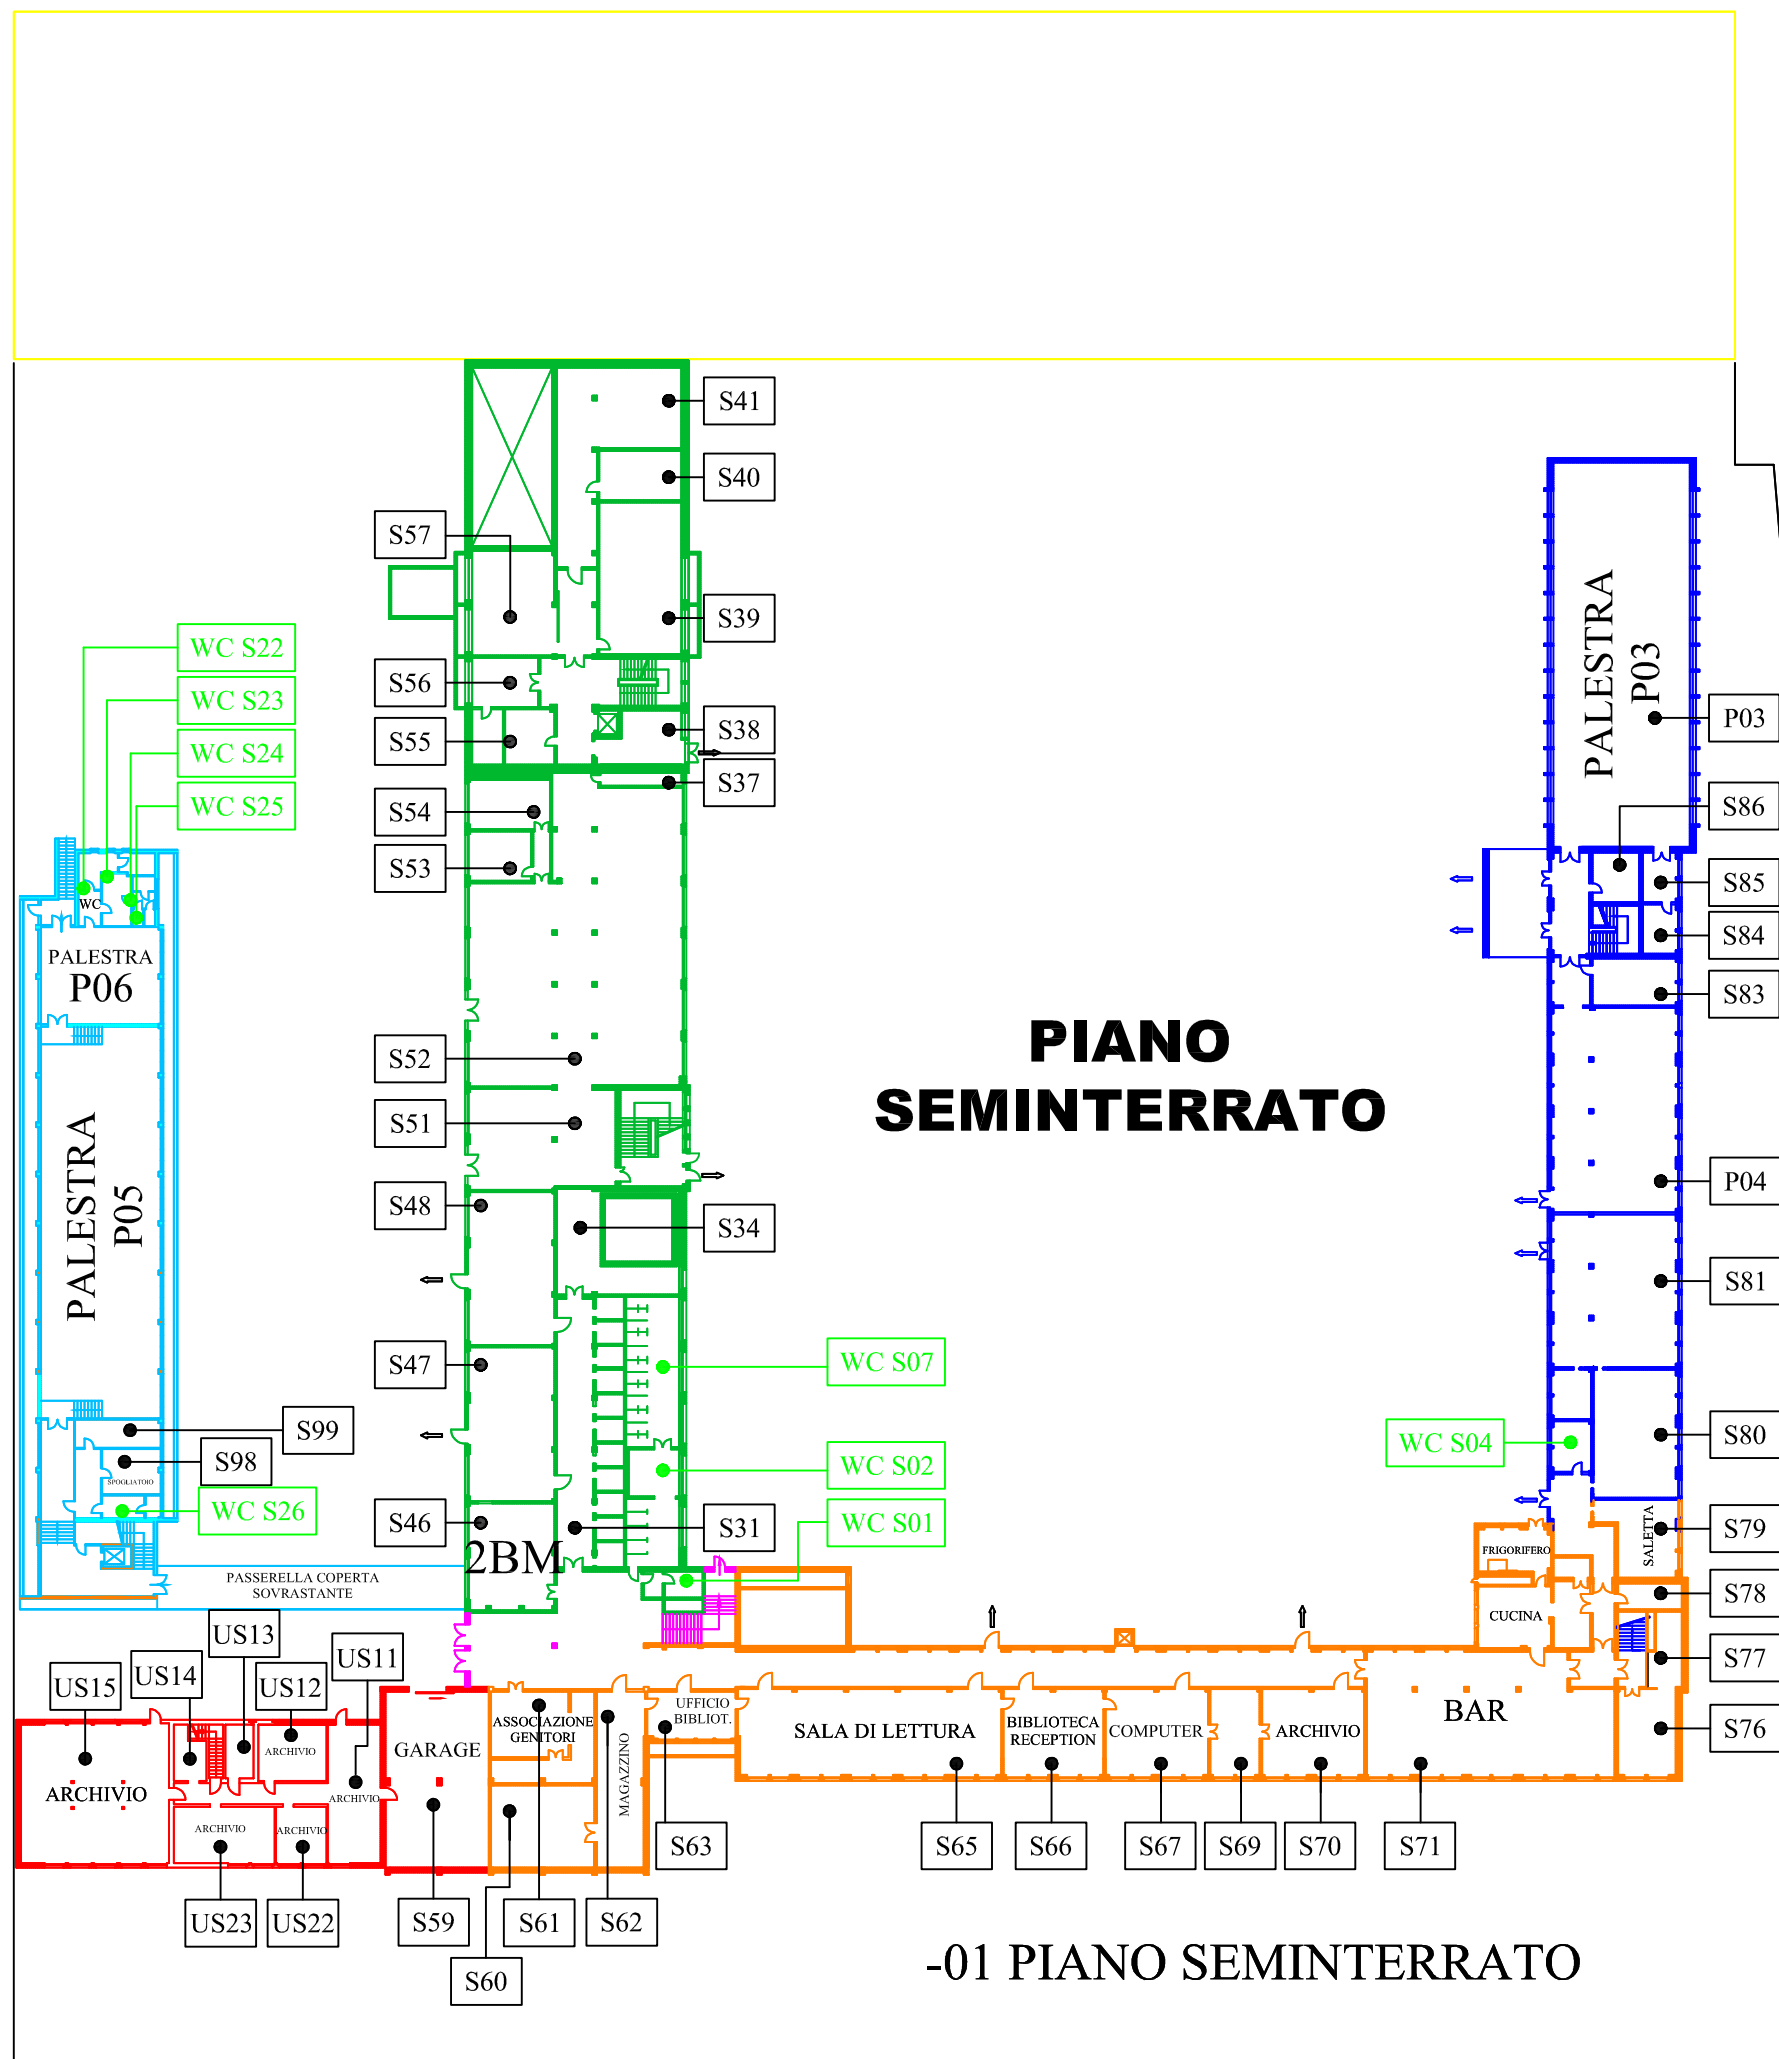 S41
S40
S57
S39
WC S22
S56
WC S23
S38
P03
S55
WC S24
S37
WC S25
S54
S86
S53
S85
S84
S83
PALESTRA
P03
WC
PALESTRA
P06
PIANO
SEMINTERRATO
S52
S51
PALESTRA
P05
S48
S34
P04
S81
S47
WC S07
S99
S80
WC S04
S98
SPOGLIATOIO
WC S02
WC S26
S46
S31
WC S01
S79
SALETTA
FRIGORIFERO
2BM
PASSERELLA COPERTA
SOVRASTANTE
S78
CUCINA
US13
US11
S77
US15
US14
US12
ASSOCIAZIONE
GENITORI
UFFICIO
BIBLIOT.
SALA DI LETTURA
BIBLIOTECA
RECEPTION
COMPUTER
ARCHIVIO
BAR
S76
GARAGE
ARCHIVIO
ARCHIVIO
ARCHIVIO
MAGAZZINO
ARCHIVIO
ARCHIVIO
S63
S65
S66
S67
S69
S70
S71
US23
US22
S59
S61
S62
S60
-01 PIANO SEMINTERRATO